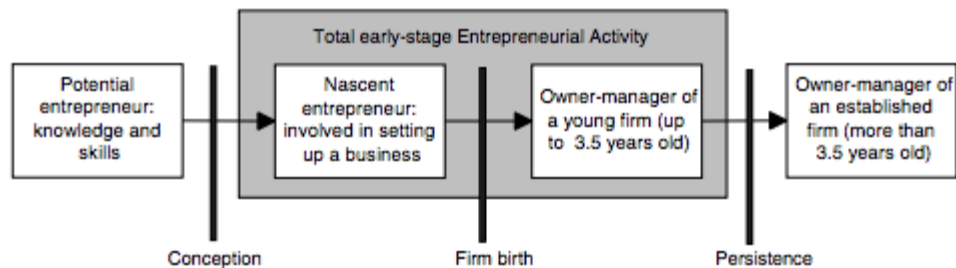 Total early-stage Entrepreneurial Activity
Potential
entrepreneur:
knowledge and
skills
Nascent
entrepreneur:
involved in setting
up a business
Owner-manager of
a young firm (up
to 3.5 years old)
Owner-manager of
an established
firm (more than
3.5 years old)
Conception
Firm birth
Persistence